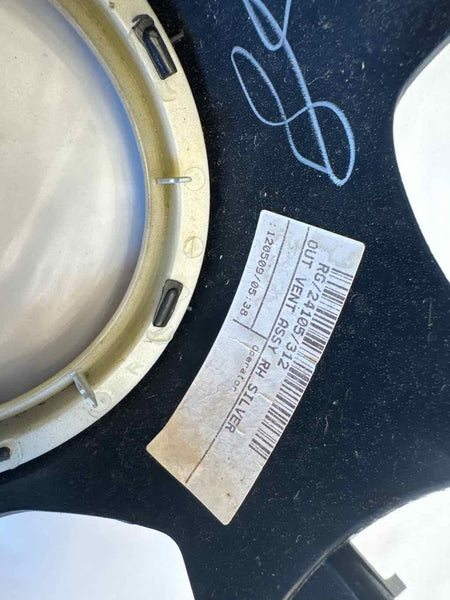 RG/24105/312
OUT VENT ASSY RH SILVER
: 120509/05:38. Operator